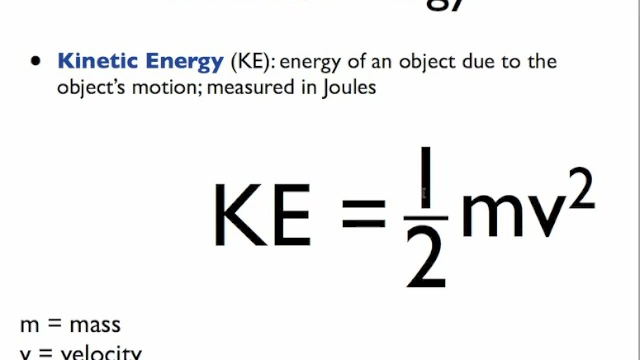 • Kinetic Energy (KE): energy of an object due to the
object's motion; measured in Joules
KE = 1/2 mv²
m = mass
v = velocity